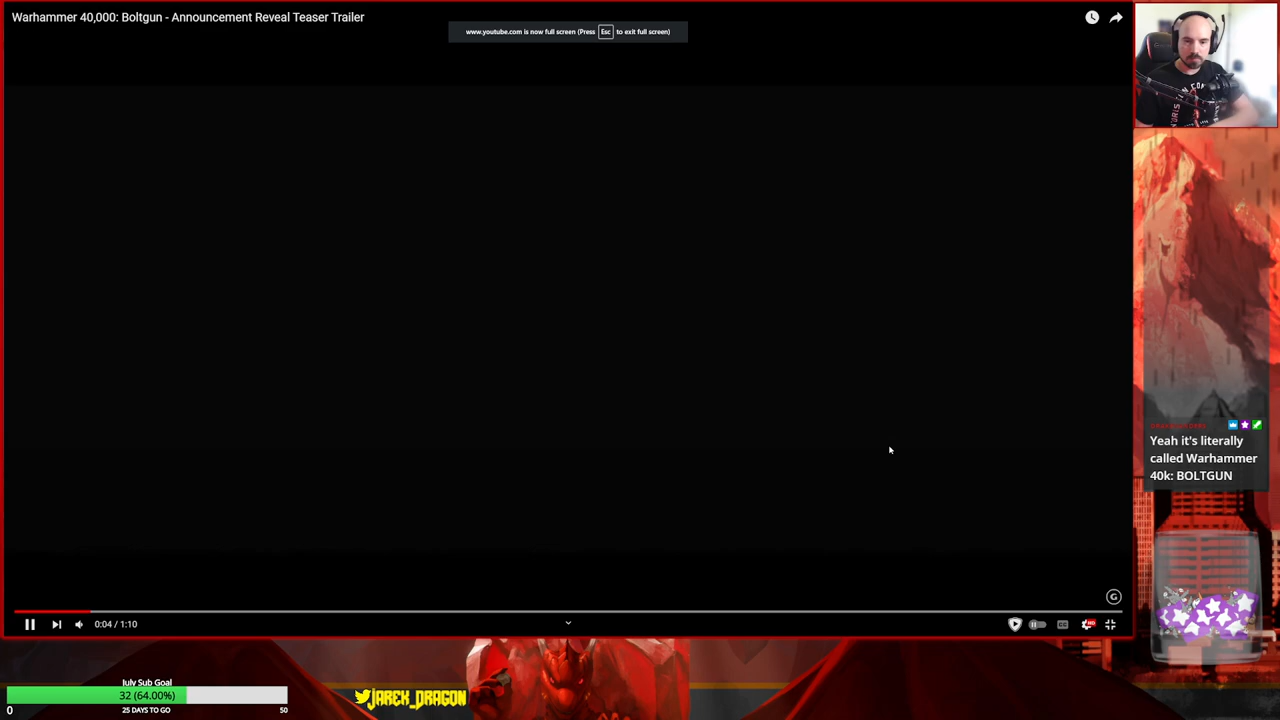 Warhammer 40,000: Boltgun - Announcement Reveal Teaser Trailer
www.youtube.com is now full screen (Press Esc to exit full screen)
Yeah it's literally
called Warhammer
40k: BOLTGUN
G
0:04 / 1:10
CC
HD
July Sub Goal
32 (64.00%)
0
25 DAYS TO GO
50
JAREK_DRAGON